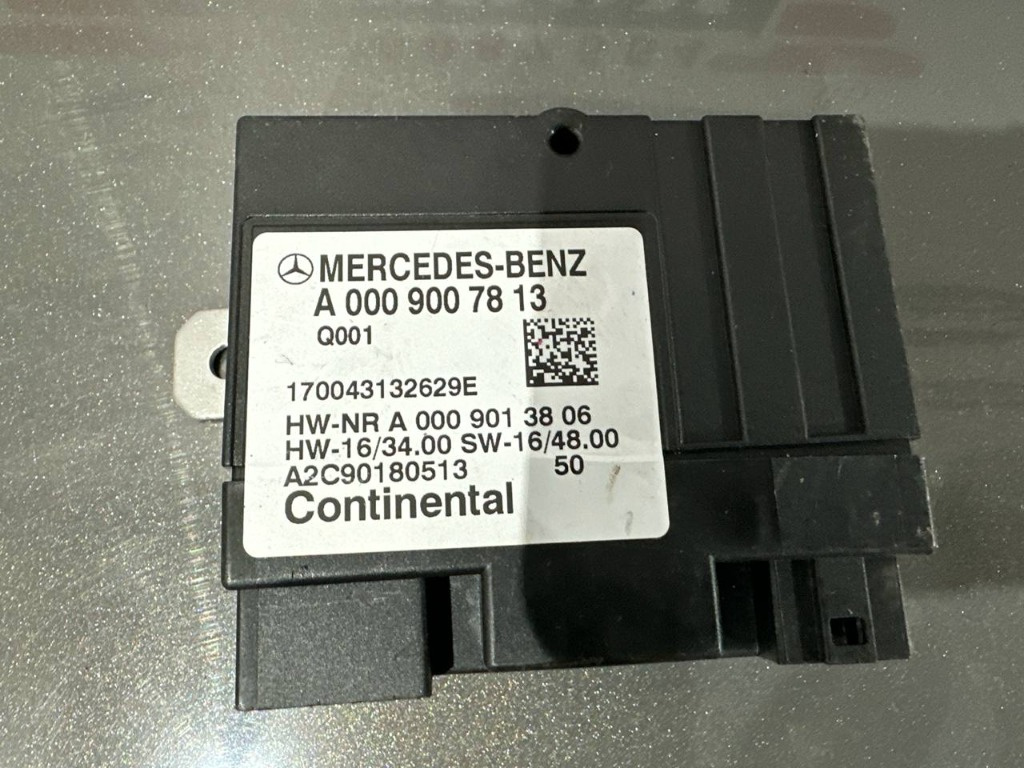 MERCEDES-BENZ
A 000 900 78 13
Q001
170043132629E
HW-NR A 000 901 38 06
HW-16/34.00 SW-16/48.00
A2C90180513 50
Continental